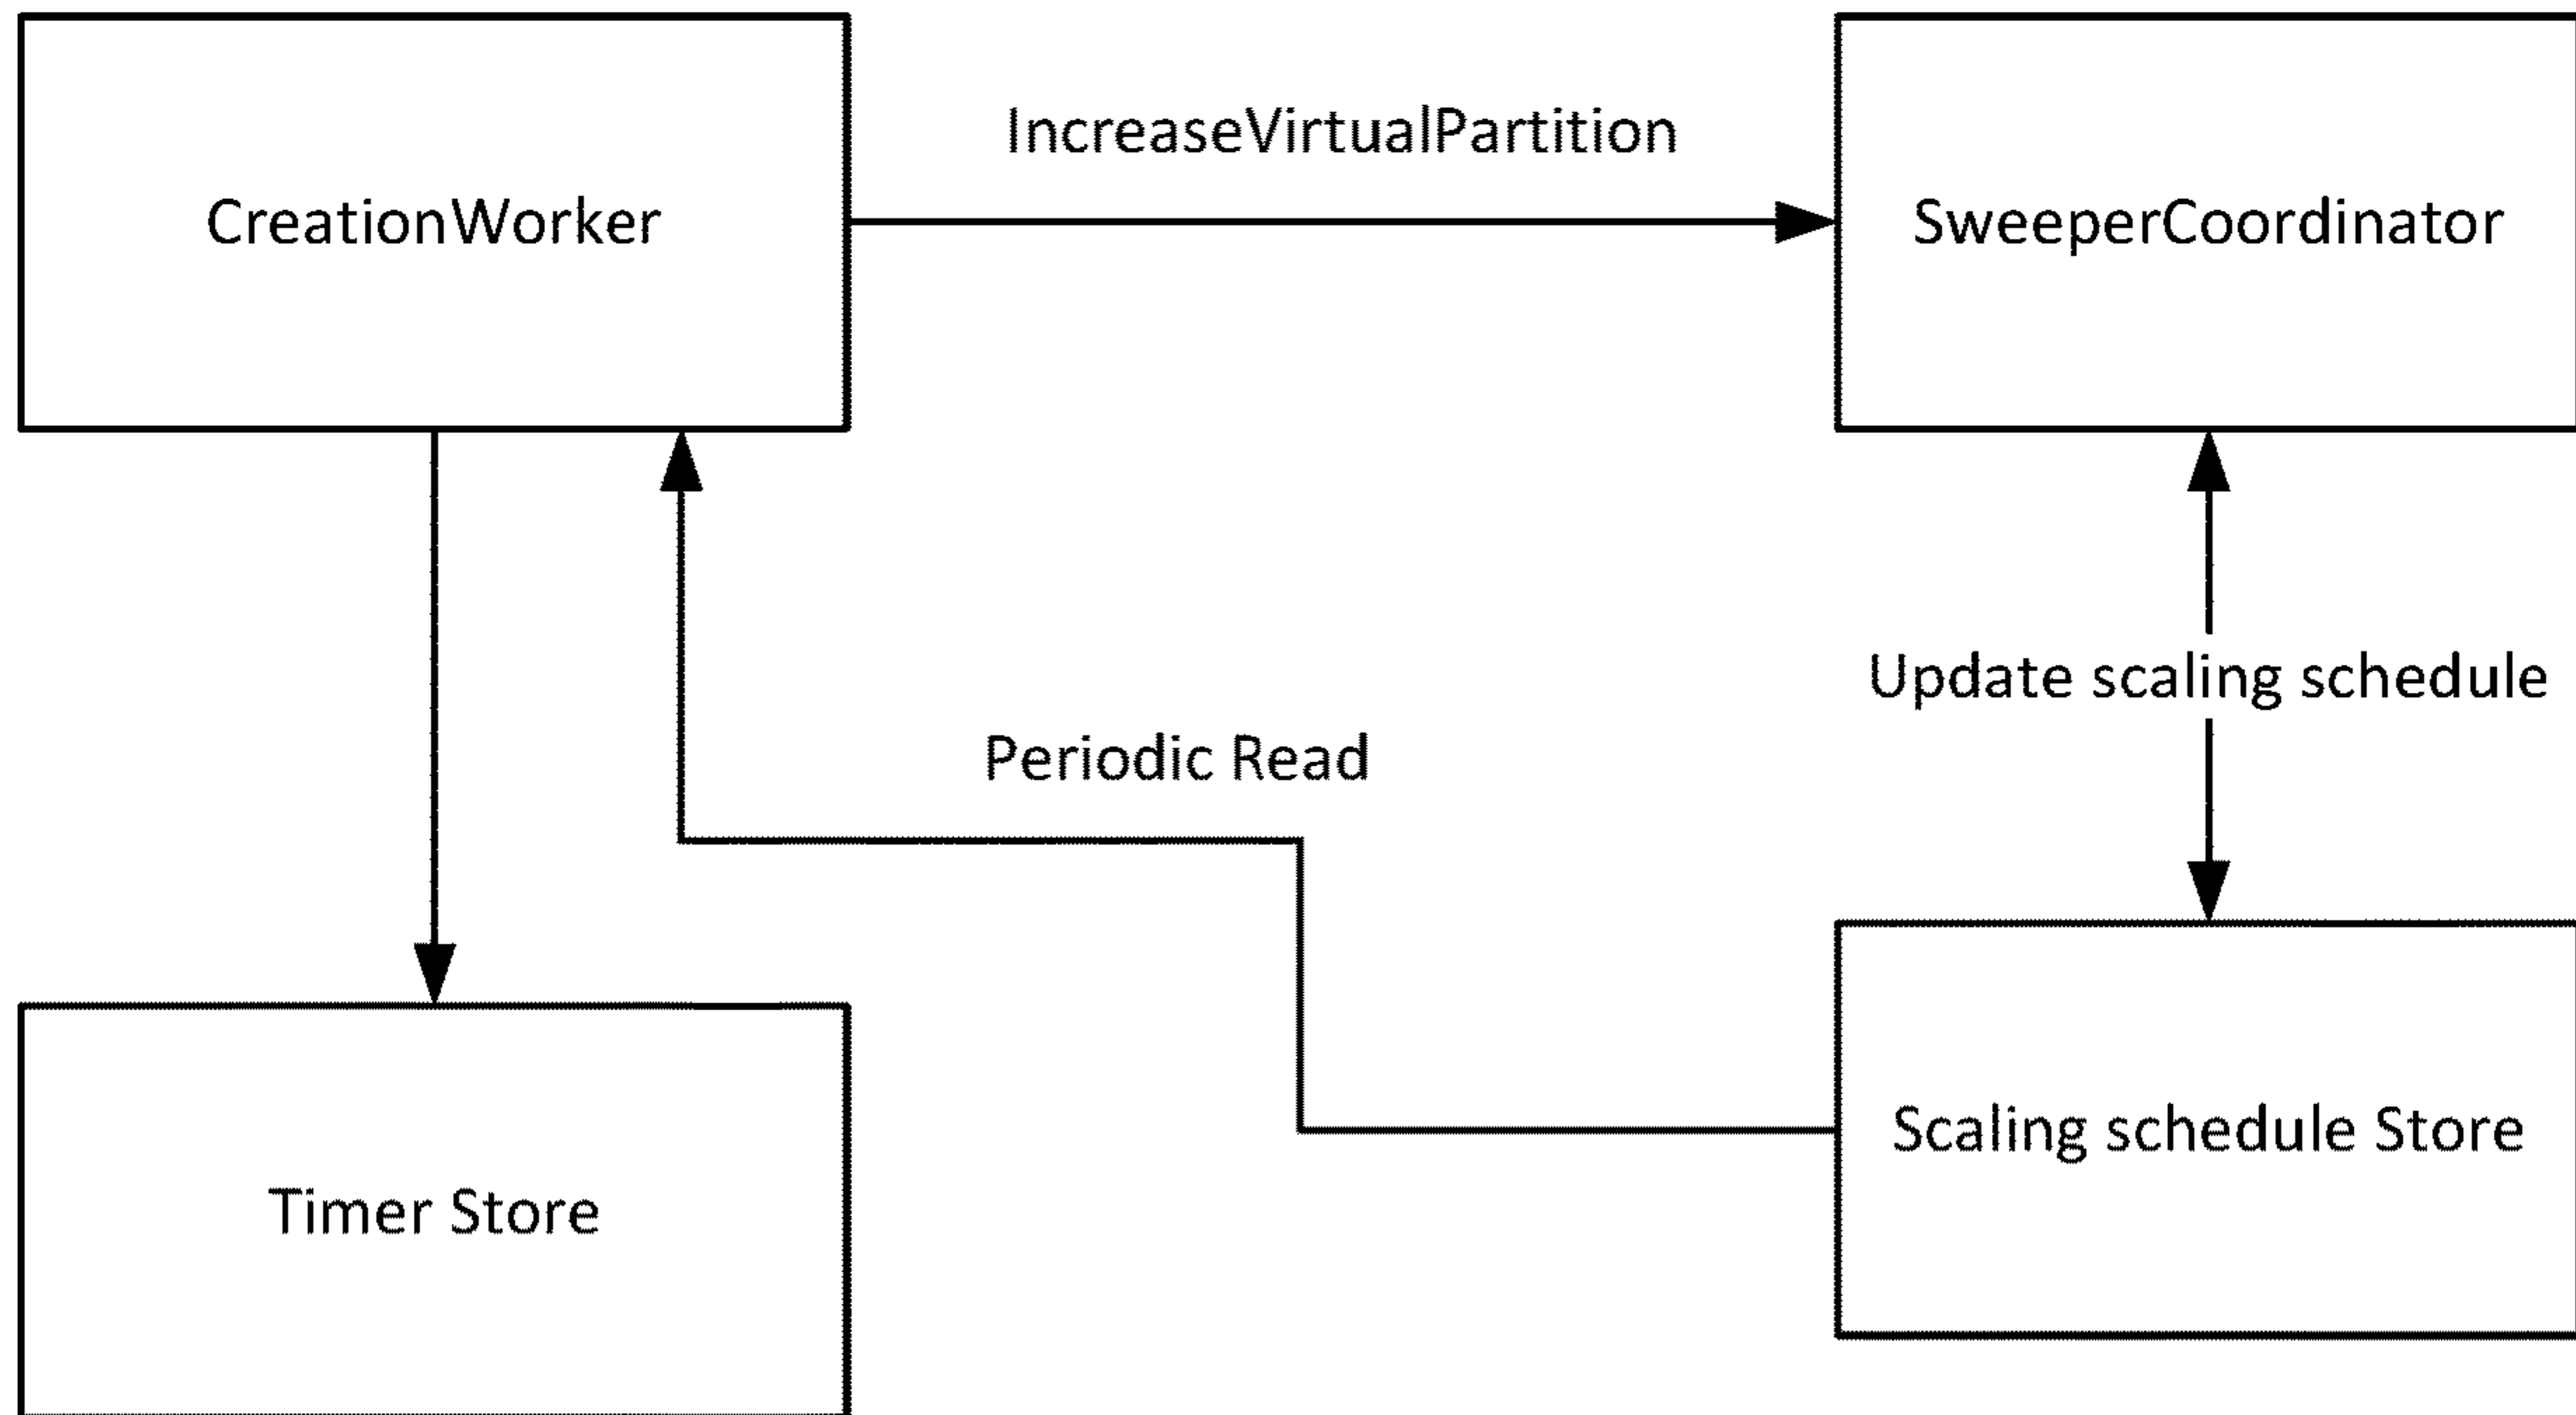 IncreaseVirtualPartition
CreationWorker
SweeperCoordinator
Update scaling schedule
Periodic Read
Scaling schedule Store
Timer Store